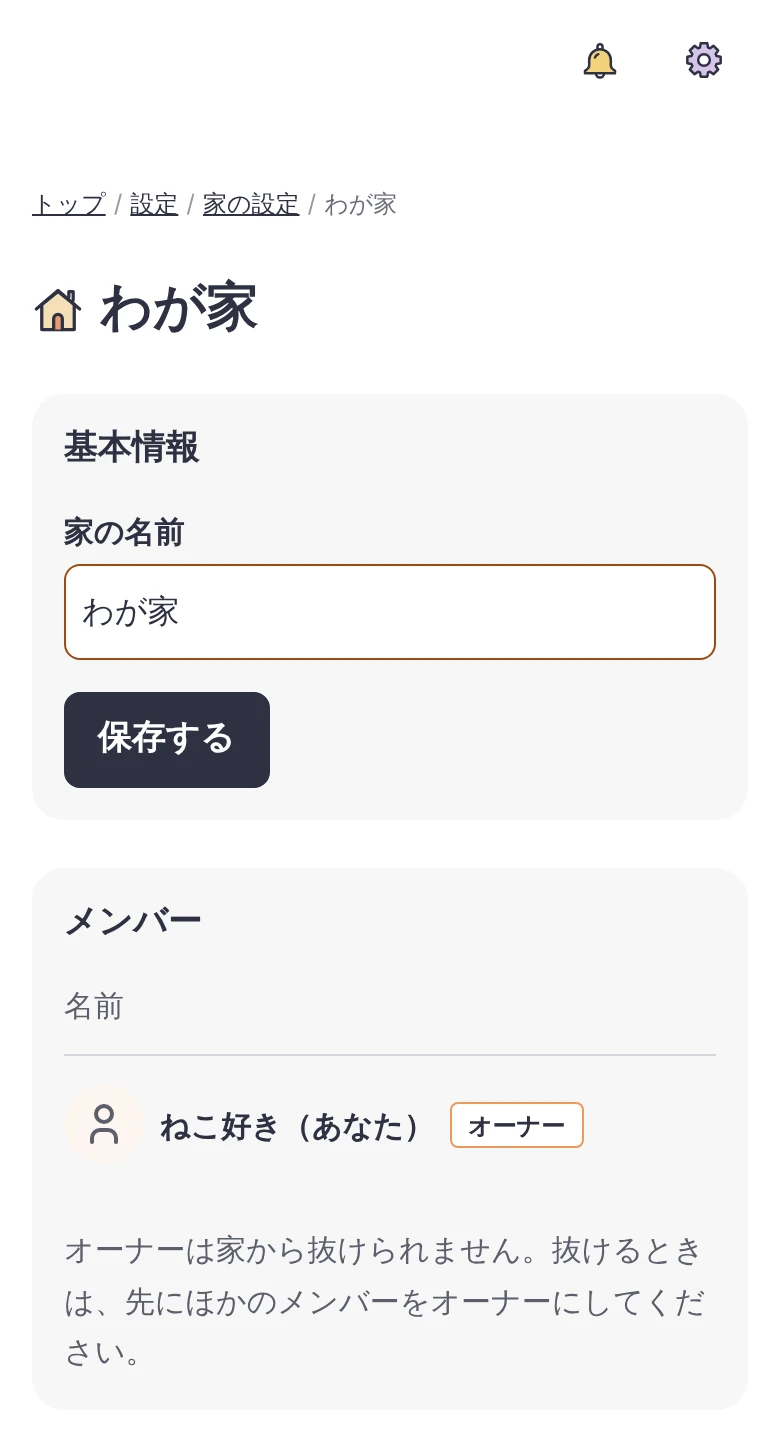 トップ / 設定 / 家の設定 / わが家
わが家
基本情報
家の名前
わが家
保存する
メンバー
名前
ねこ好き（あなた） オーナー
オーナーは家から抜けられません。抜けるとき
は、先にほかのメンバーをオーナーにしてくだ
さい。